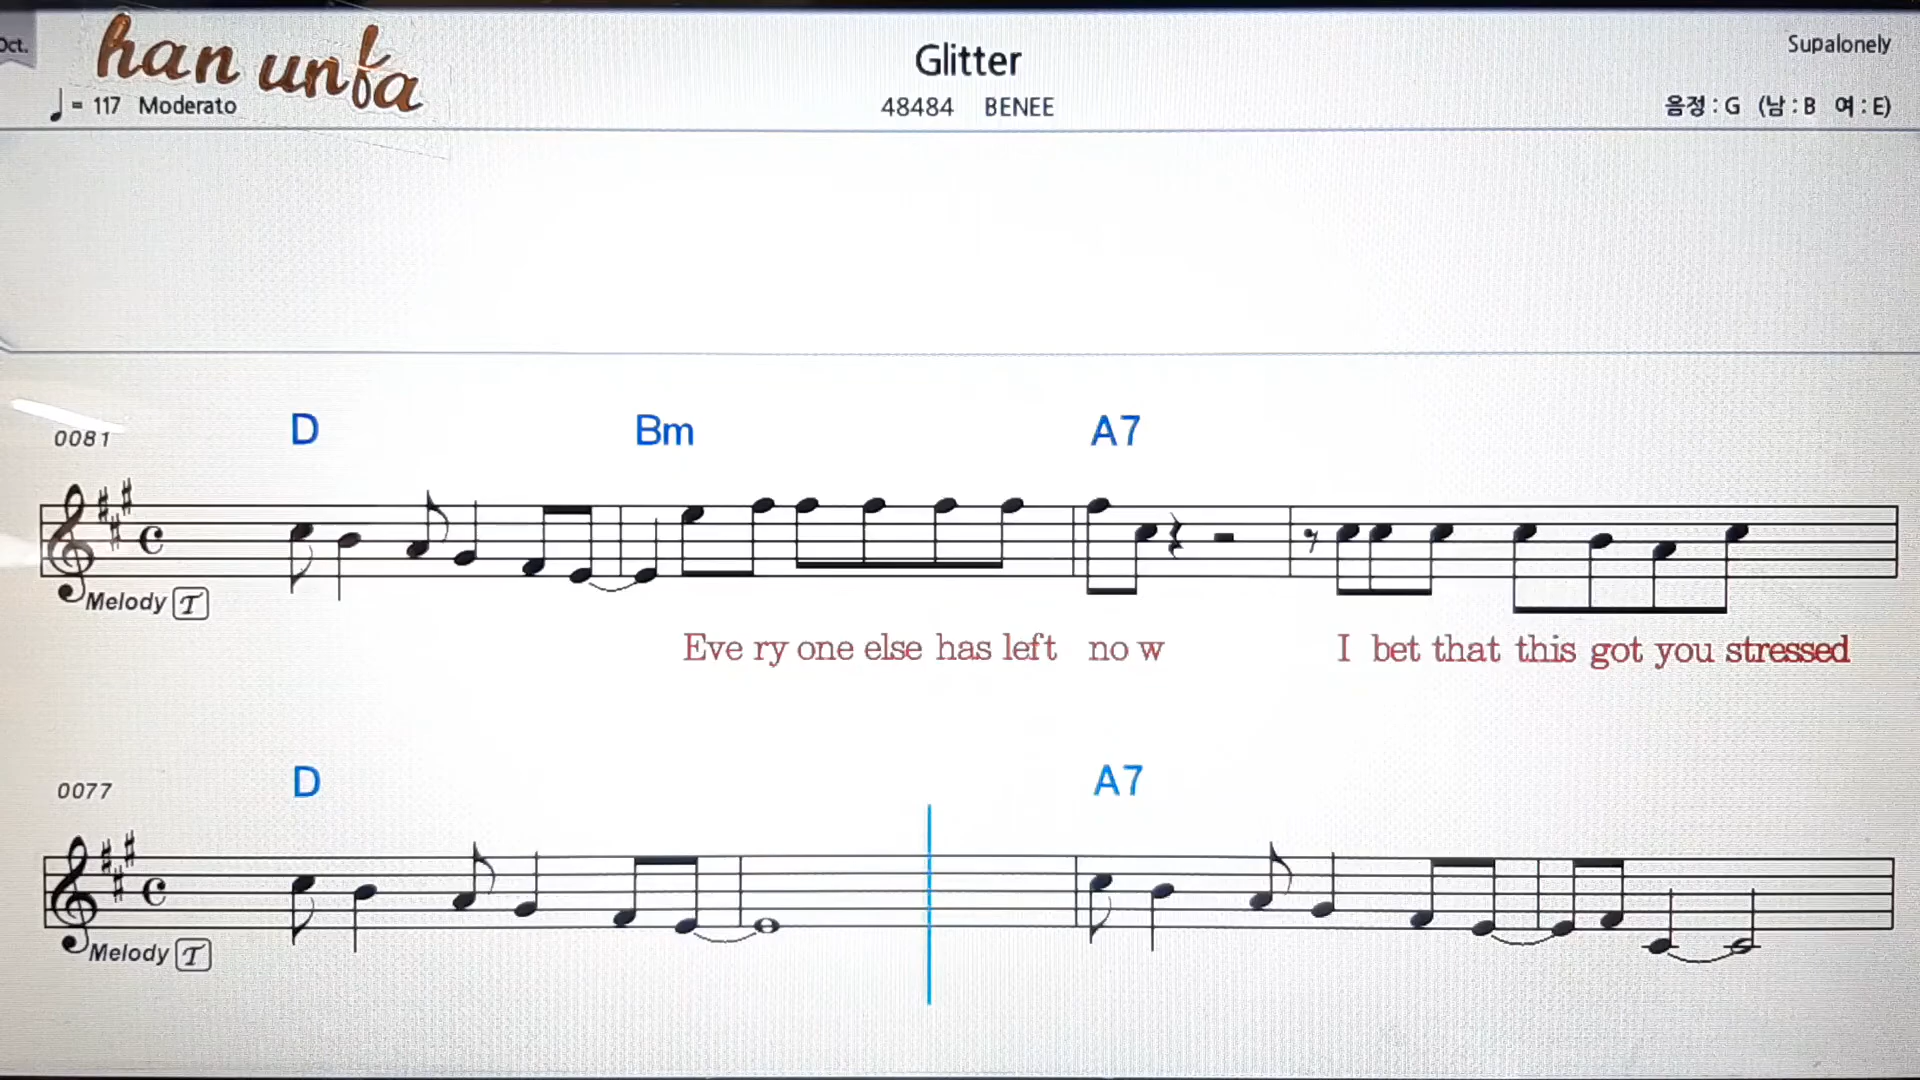 Oct.
han unfa
Glitter
Supalonely
♩ = 117 Moderato
48484 BENEE
음정 : G (남 : B 여 : E)
0081
D Bm A7
Melody T
Eve ry one else has left no w I bet that this got you stressed
0077
D A7
Melody T